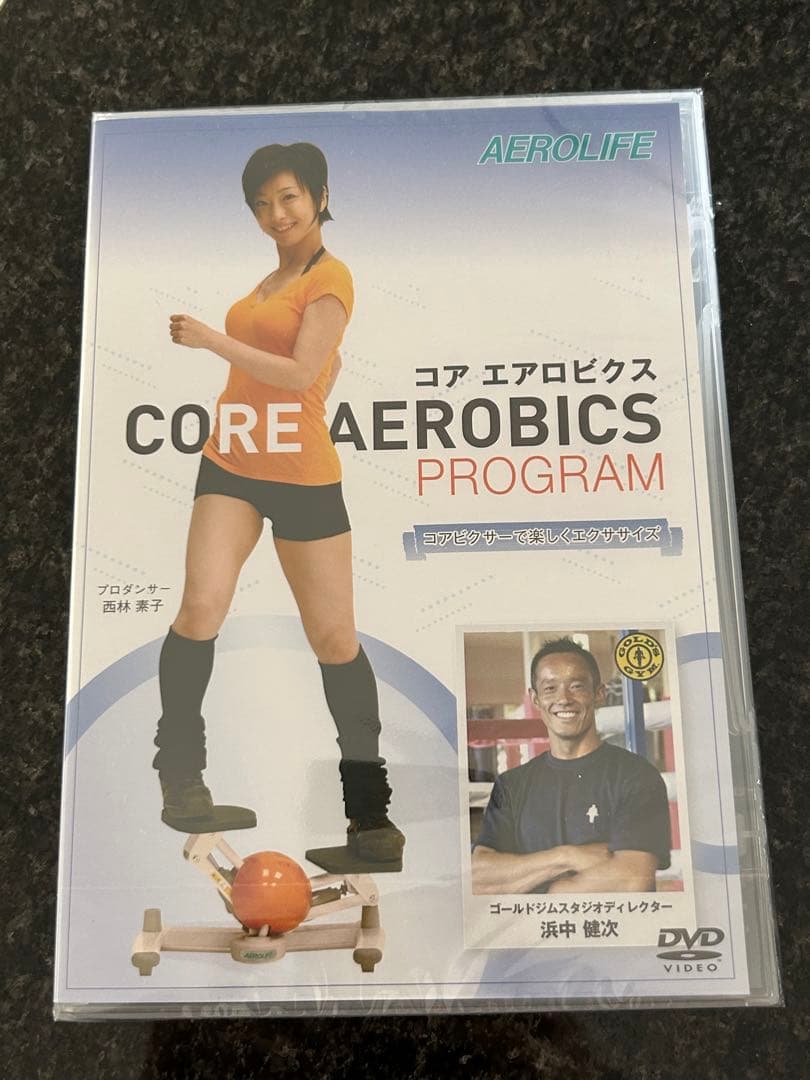 AEROLIFE
コア エアロビクス
CORE AEROBICS
PROGRAM
コアビクサーで楽しくエクササイズ
プロダンサー
西林 素子
GOLD'S GYM
AEROLIFE
ゴールドジムスタジオディレクター
浜中 健次
DVD
VIDEO